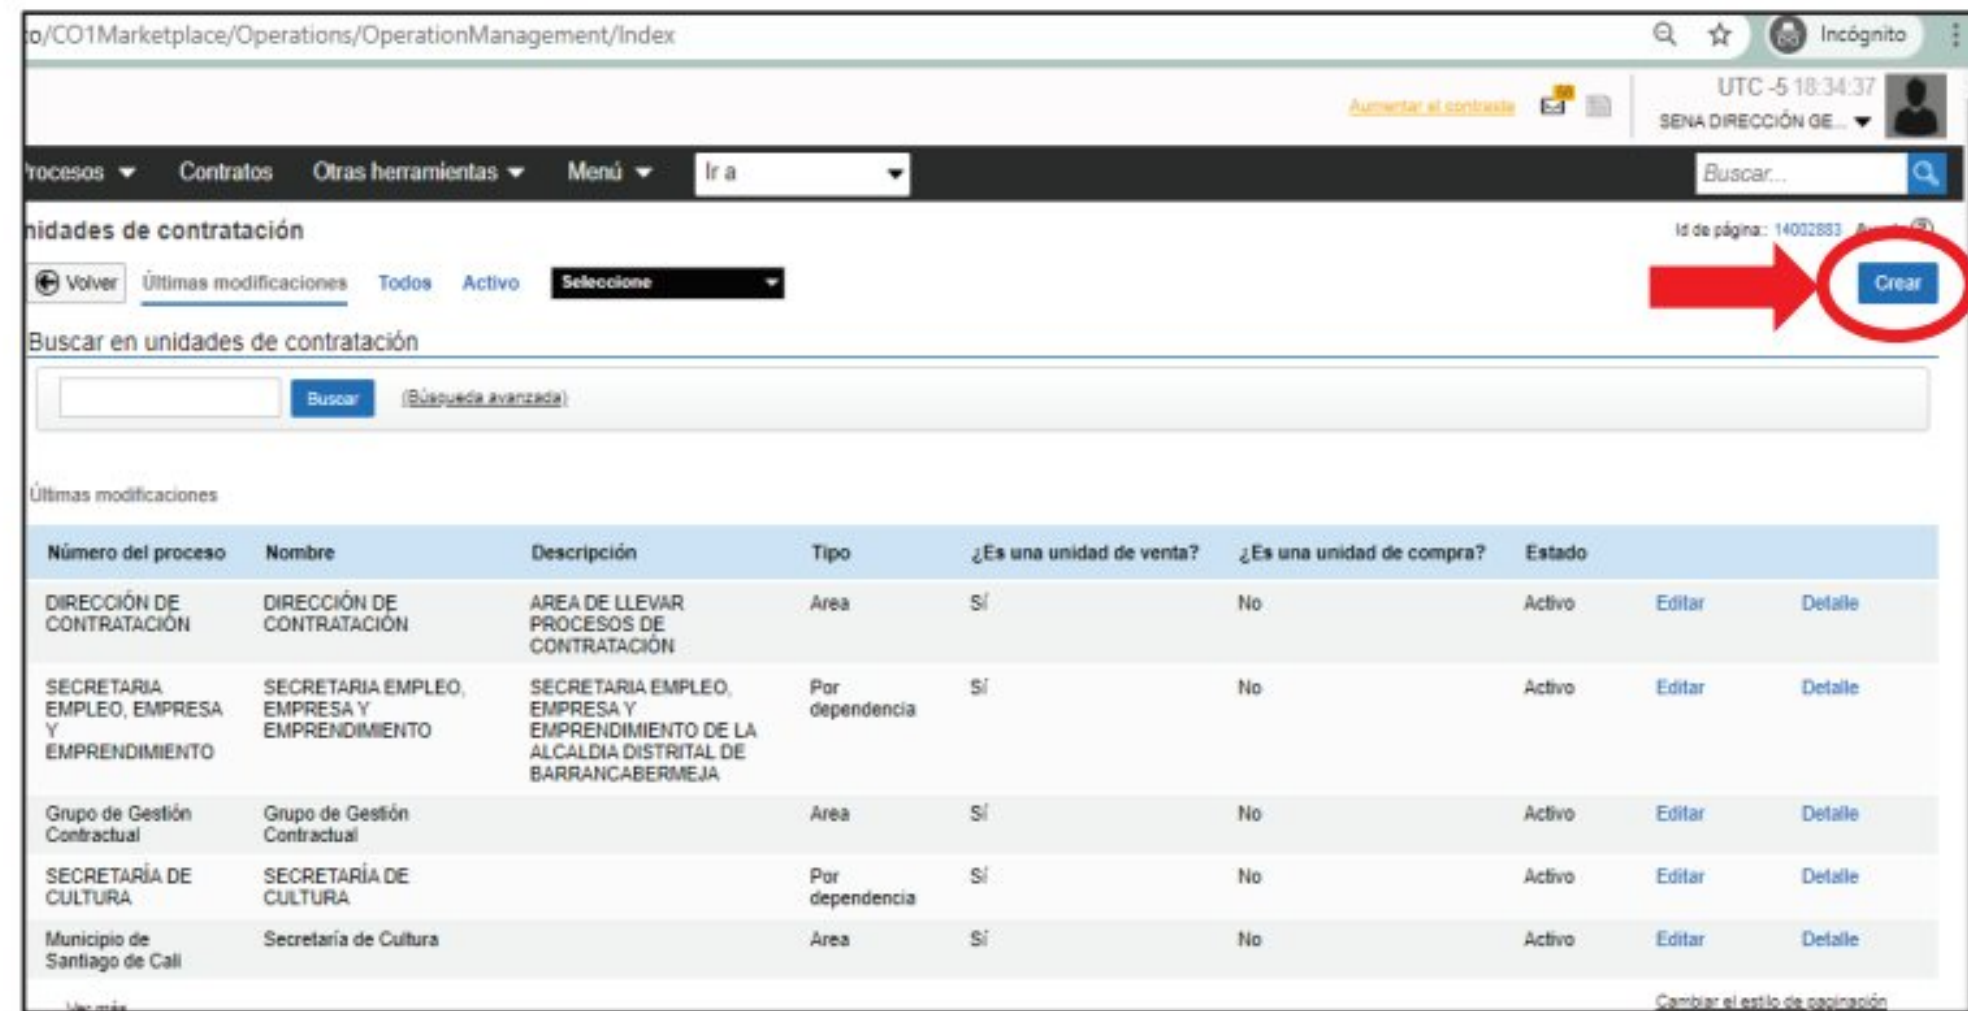 o/CO1Marketplace/Operations/OperationManagement/Index
Incógnito
Aumentar el contraste
UTC -5 18:34:37
SENA DIRECCIÓN GE...
rocesos Contratos Otras herramientas Menú Ir a Buscar...
nidades de contratación
Id de página:: 14002883
Volver Últimas modificaciones Todos Activo Seleccione Crear
Buscar en unidades de contratación
Buscar (Búsqueda avanzada)
Últimas modificaciones
Número del proceso Nombre Descripción Tipo ¿Es una unidad de venta? ¿Es una unidad de compra? Estado
DIRECCIÓN DE DIRECCIÓN DE AREA DE LLEVAR Area Sí No Activo Editar Detalle
CONTRATACIÓN CONTRATACIÓN PROCESOS DE
CONTRATACIÓN
SECRETARIA SECRETARIA EMPLEO, SECRETARIA EMPLEO, Por Sí No Activo Editar Detalle
EMPLEO, EMPRESA EMPRESA Y EMPRESA Y dependencia
Y EMPRENDIMIENTO EMPRENDIMIENTO DE LA
EMPRENDIMIENTO ALCALDIA DISTRITAL DE
BARRANCABERMEJA
Grupo de Gestión Grupo de Gestión Area Sí No Activo Editar Detalle
Contractual Contractual
SECRETARÍA DE SECRETARÍA DE Por Sí No Activo Editar Detalle
CULTURA CULTURA dependencia
Municipio de Secretaría de Cultura Area Sí No Activo Editar Detalle
Santiago de Cali
Ver más Cambiar el estilo de paginación